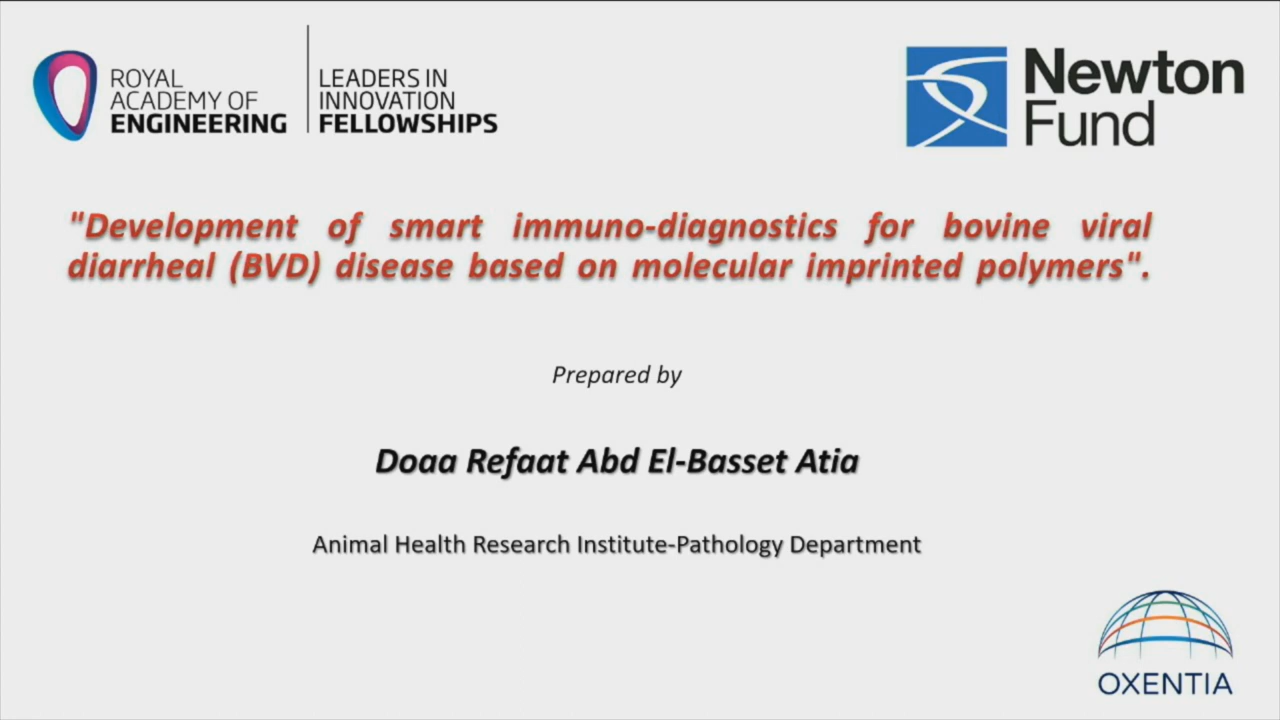 ROYAL
ACADEMY OF
ENGINEERING
LEADERS IN
INNOVATION
FELLOWSHIPS
Newton
Fund
"Development of smart immuno-diagnostics for bovine viral
diarrheal (BVD) disease based on molecular imprinted polymers".
Prepared by
Doaa Refaat Abd El-Basset Atia
Animal Health Research Institute-Pathology Department
OXENTIA